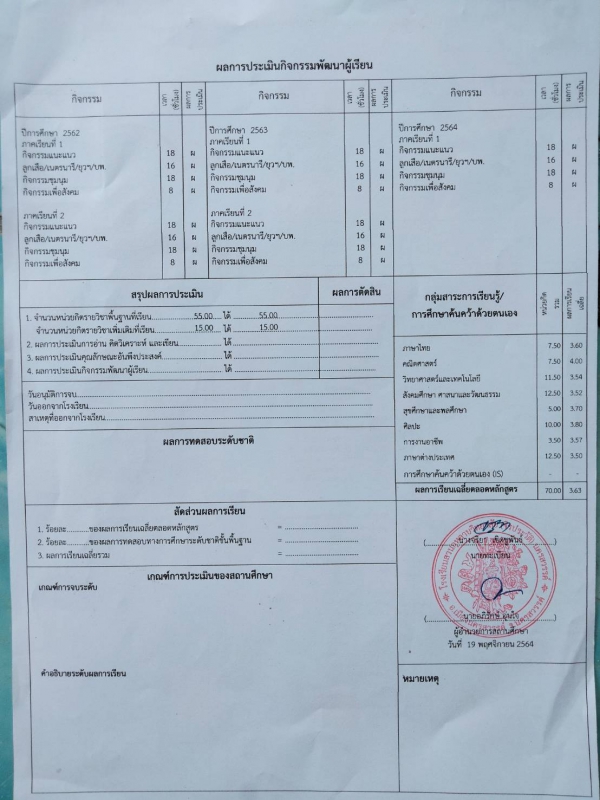 ผลการประเมินกิจกรรมพัฒนาผู้เรียน
กิจกรรม เวลา (ชั่วโมง) ผลการประเมิน กิจกรรม เวลา (ชั่วโมง) ผลการประเมิน กิจกรรม เวลา (ชั่วโมง) ผลการประเมิน
ปีการศึกษา 2562
ภาคเรียนที่ 1
กิจกรรมแนะแนว 18 ผ
ลูกเสือ/เนตรนารี/ยุวฯ/บพ. 16 ผ
กิจกรรมชุมนุม 18 ผ
กิจกรรมเพื่อสังคม 8 ผ
ภาคเรียนที่ 2
กิจกรรมแนะแนว 18 ผ
ลูกเสือ/เนตรนารี/ยุวฯ/บพ. 16 ผ
กิจกรรมชุมนุม 18 ผ
กิจกรรมเพื่อสังคม 8 ผ
ปีการศึกษา 2563
ภาคเรียนที่ 1
กิจกรรมแนะแนว 18 ผ
ลูกเสือ/เนตรนารี/ยุวฯ/บพ. 16 ผ
กิจกรรมชุมนุม 18 ผ
กิจกรรมเพื่อสังคม 8 ผ
ภาคเรียนที่ 2
กิจกรรมแนะแนว 18 ผ
ลูกเสือ/เนตรนารี/ยุวฯ/บพ. 16 ผ
กิจกรรมชุมนุม 18 ผ
กิจกรรมเพื่อสังคม 8 ผ
ปีการศึกษา 2564
ภาคเรียนที่ 1
กิจกรรมแนะแนว 18 ผ
ลูกเสือ/เนตรนารี/ยุวฯ/บพ. 16 ผ
กิจกรรมชุมนุม 18 ผ
กิจกรรมเพื่อสังคม 8 ผ
สรุปผลการประเมิน ผลการตัดสิน
1. จำนวนหน่วยกิตรายวิชาพื้นฐานที่เรียน 55.00 ได้ 55.00
จำนวนหน่วยกิตรายวิชาเพิ่มเติมที่เรียน 15.00 ได้ 15.00
2. ผลการประเมินการอ่าน คิดวิเคราะห์ และเขียน ได้
3. ผลการประเมินคุณลักษณะอันพึงประสงค์ ได้
4. ผลการประเมินกิจกรรมพัฒนาผู้เรียน ได้
วันอนุมัติการจบ
วันออกจากโรงเรียน
สาเหตุที่ออกจากโรงเรียน
ผลการทดสอบระดับชาติ
กลุ่มสาระการเรียนรู้/
การศึกษาค้นคว้าด้วยตนเอง
หน่วยกิตรวม ผลการเรียนเฉลี่ย
ภาษาไทย 7.50 3.60
คณิตศาสตร์ 7.50 4.00
วิทยาศาสตร์และเทคโนโลยี 11.50 3.54
สังคมศึกษา ศาสนาและวัฒนธรรม 12.50 3.52
สุขศึกษาและพลศึกษา 5.00 3.70
ศิลปะ 10.00 3.80
การงานอาชีพ 3.50 3.57
ภาษาต่างประเทศ 12.50 3.50
การศึกษาค้นคว้าด้วยตนเอง (IS) - -
ผลการเรียนเฉลี่ยตลอดหลักสูตร 70.00 3.63
สัดส่วนผลการเรียน
1. ร้อยละ..........ของผลการเรียนเฉลี่ยตลอดหลักสูตร =
2. ร้อยละ..........ของผลการทดสอบทางการศึกษาระดับชาติขั้นพื้นฐาน =
3. ผลการเรียนเฉลี่ยรวม =
เกณฑ์การประเมินของสถานศึกษา
เกณฑ์การจบระดับ
คำอธิบายระดับผลการเรียน
นายทะเบียน
ผู้อำนวยการสถานศึกษา
วันที่ 19 พฤศจิกายน 2564
หมายเหตุ